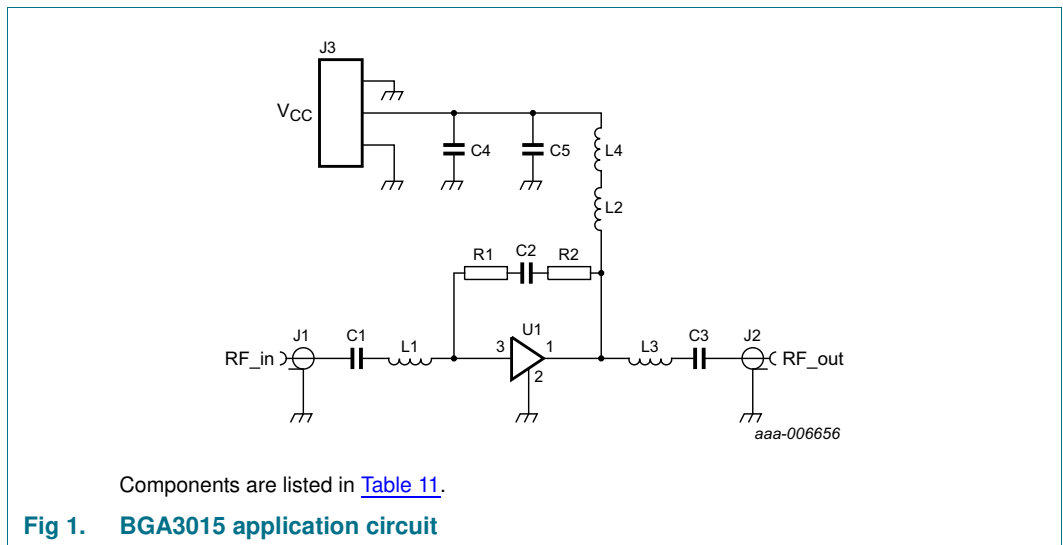 J3
VCC
C4
C5
L4
L2
R1
C2
R2
U1
J1
C1
L1
3
1
L3
C3
J2
RF_in
RF_out
2
aaa-006656
Components are listed in Table 11.
Fig 1. BGA3015 application circuit